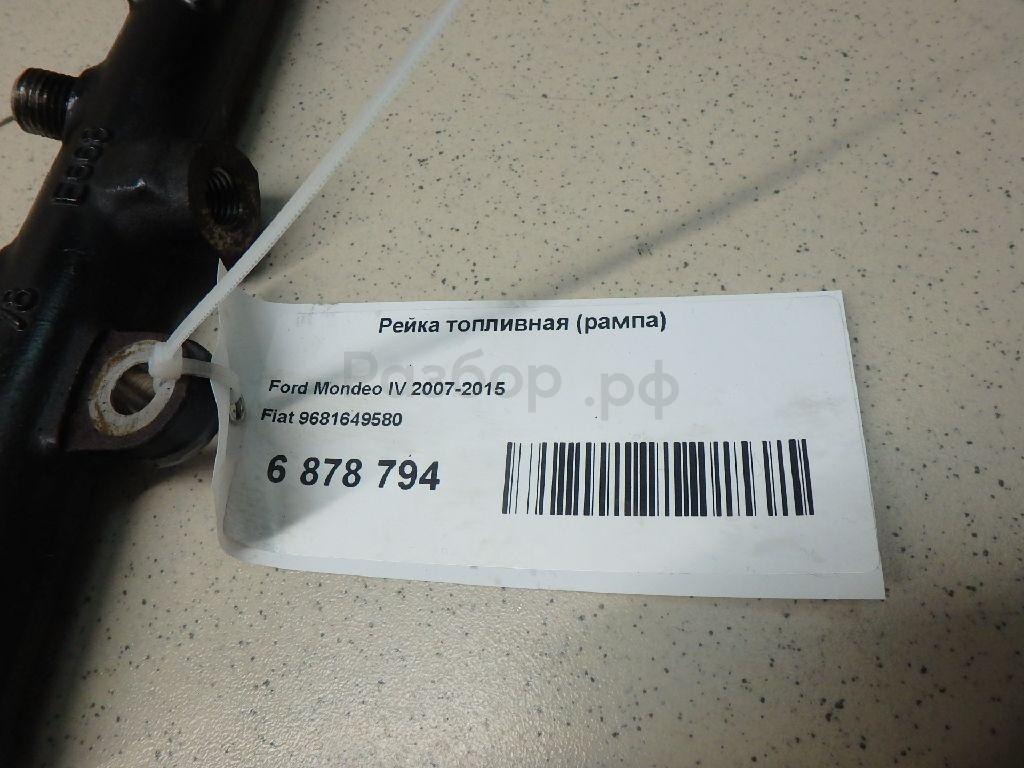 Рейка топливная (рампа)
Разбор.рф
Ford Mondeo IV 2007-2015
Fiat 9681649580
6 878 794